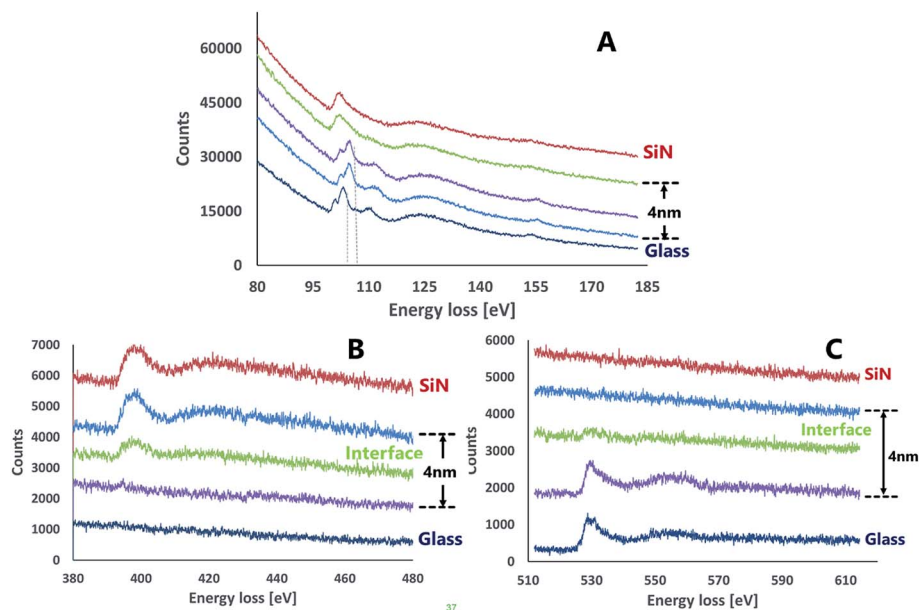 A
60000
45000
30000
15000
0
Counts
SiN
4nm
Glass
80 95 110 125 140 155 170 185
Energy loss [eV]
B
7000
6000
5000
4000
3000
2000
1000
0
Counts
SiN
Interface
4nm
Glass
380 400 420 440 460 480
Energy loss [eV]
C
6000
5000
4000
3000
2000
1000
0
Counts
SiN
Interface
4nm
Glass
512 530 550 570 590 610
Energy loss [eV]
37